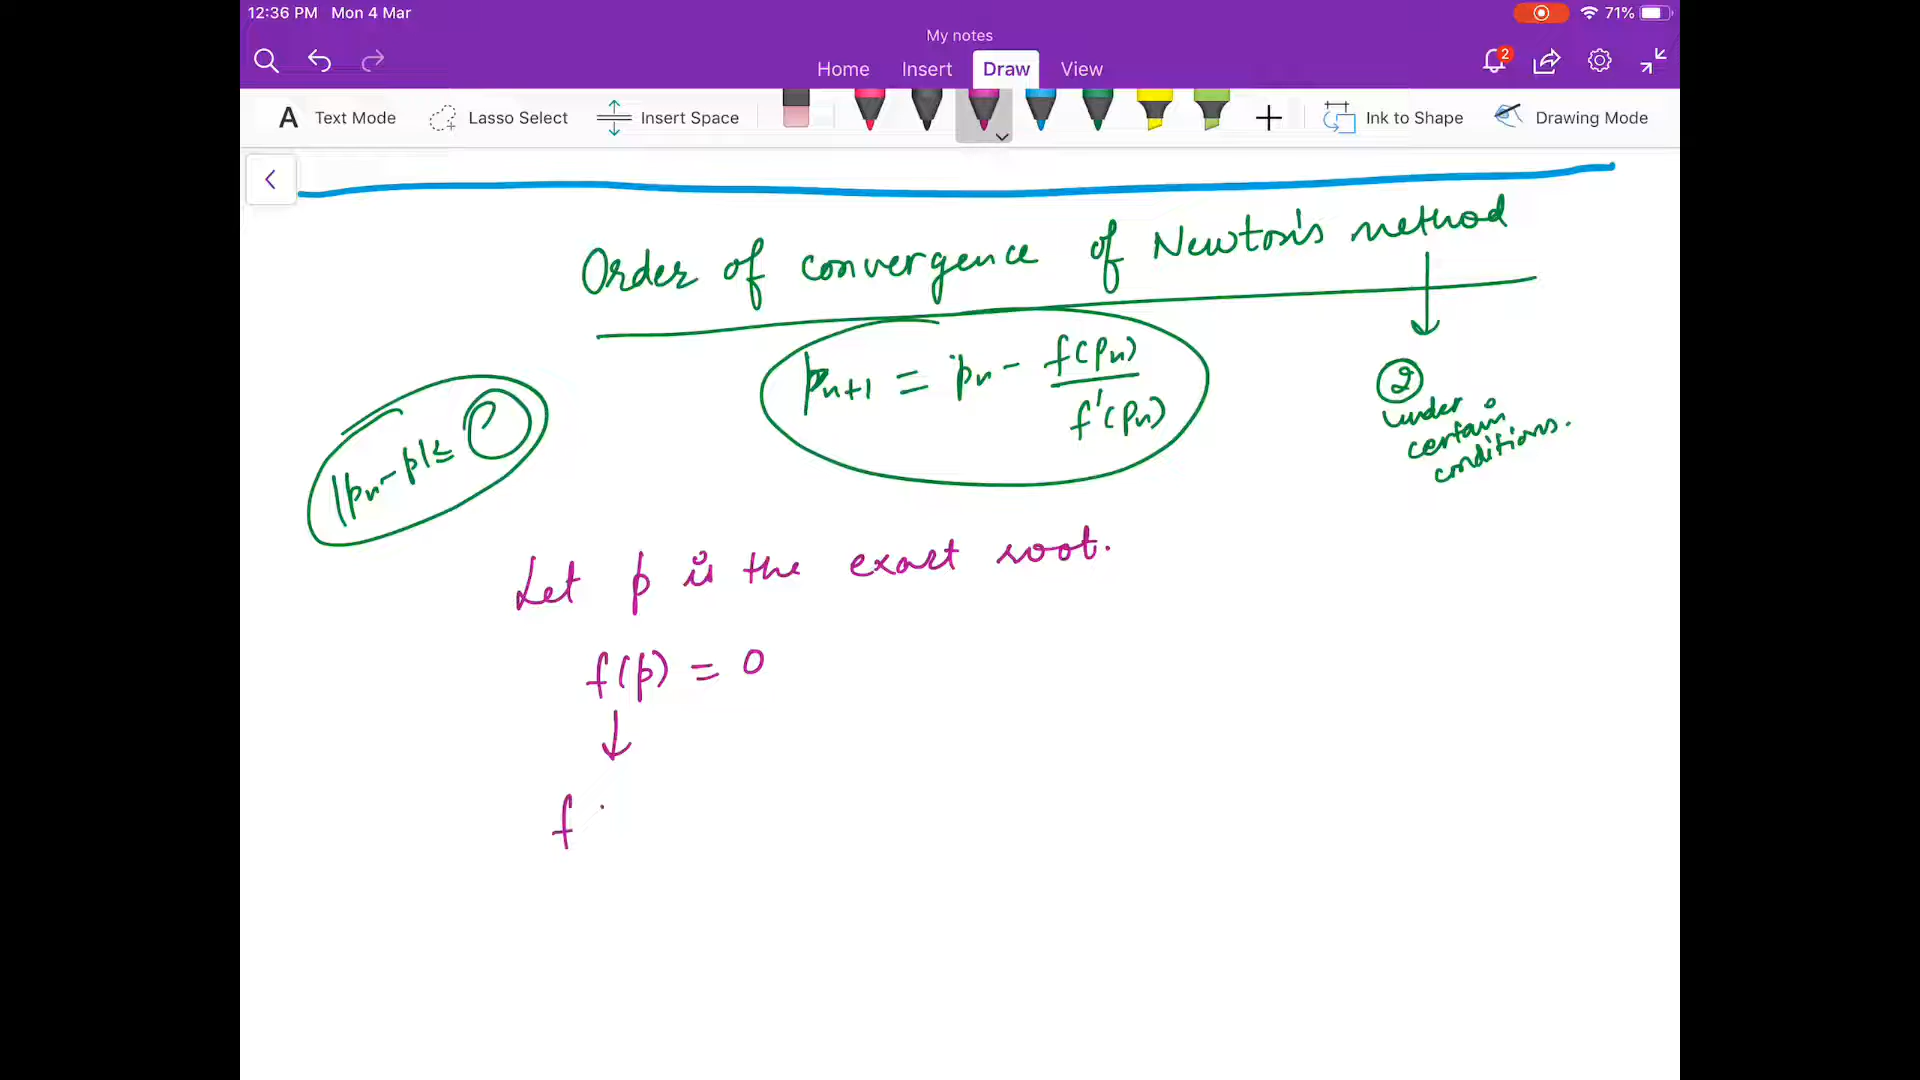 12:36 PM Mon 4 Mar
71%
My notes
2
Home Insert Draw View
A Text Mode Lasso Select Insert Space + Ink to Shape Drawing Mode
Order of convergence of Newton's method
pn+1 = pn - f(pn) / f'(pn)
2
under
certain
conditions.
|pn - p| ≤
Let p is the exact root.
f(p) = 0
↓
f